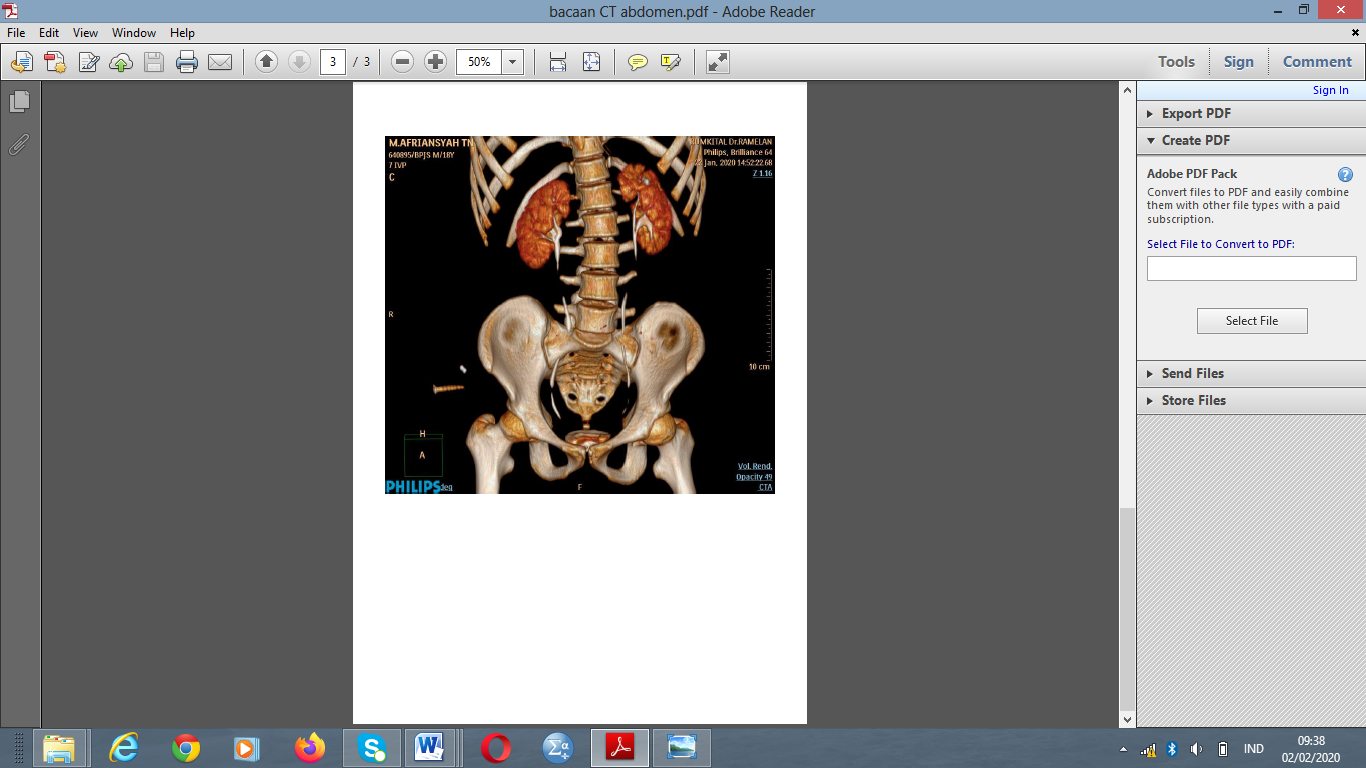 bacaan CT abdomen.pdf - Adobe Reader
File Edit View Window Help
3 / 3
50%
Tools Sign Comment
Sign In
Export PDF
Create PDF
Adobe PDF Pack
Convert files to PDF and easily combine
them with other file types with a paid
subscription.
Select File to Convert to PDF:
Select File
Send Files
Store Files
M.AFRIANSYAH TN
640895/BPJS M/18Y
7 IVP
C
Dr.RAMELAN
Philips, Brilliance 64
Jan, 2020 14:52:22.68
Z 1.16
R
10 cm
H
A
PHILIPS deg
F
Vol. Rend.
Opacity 49
CTA
IND
09:38
02/02/2020